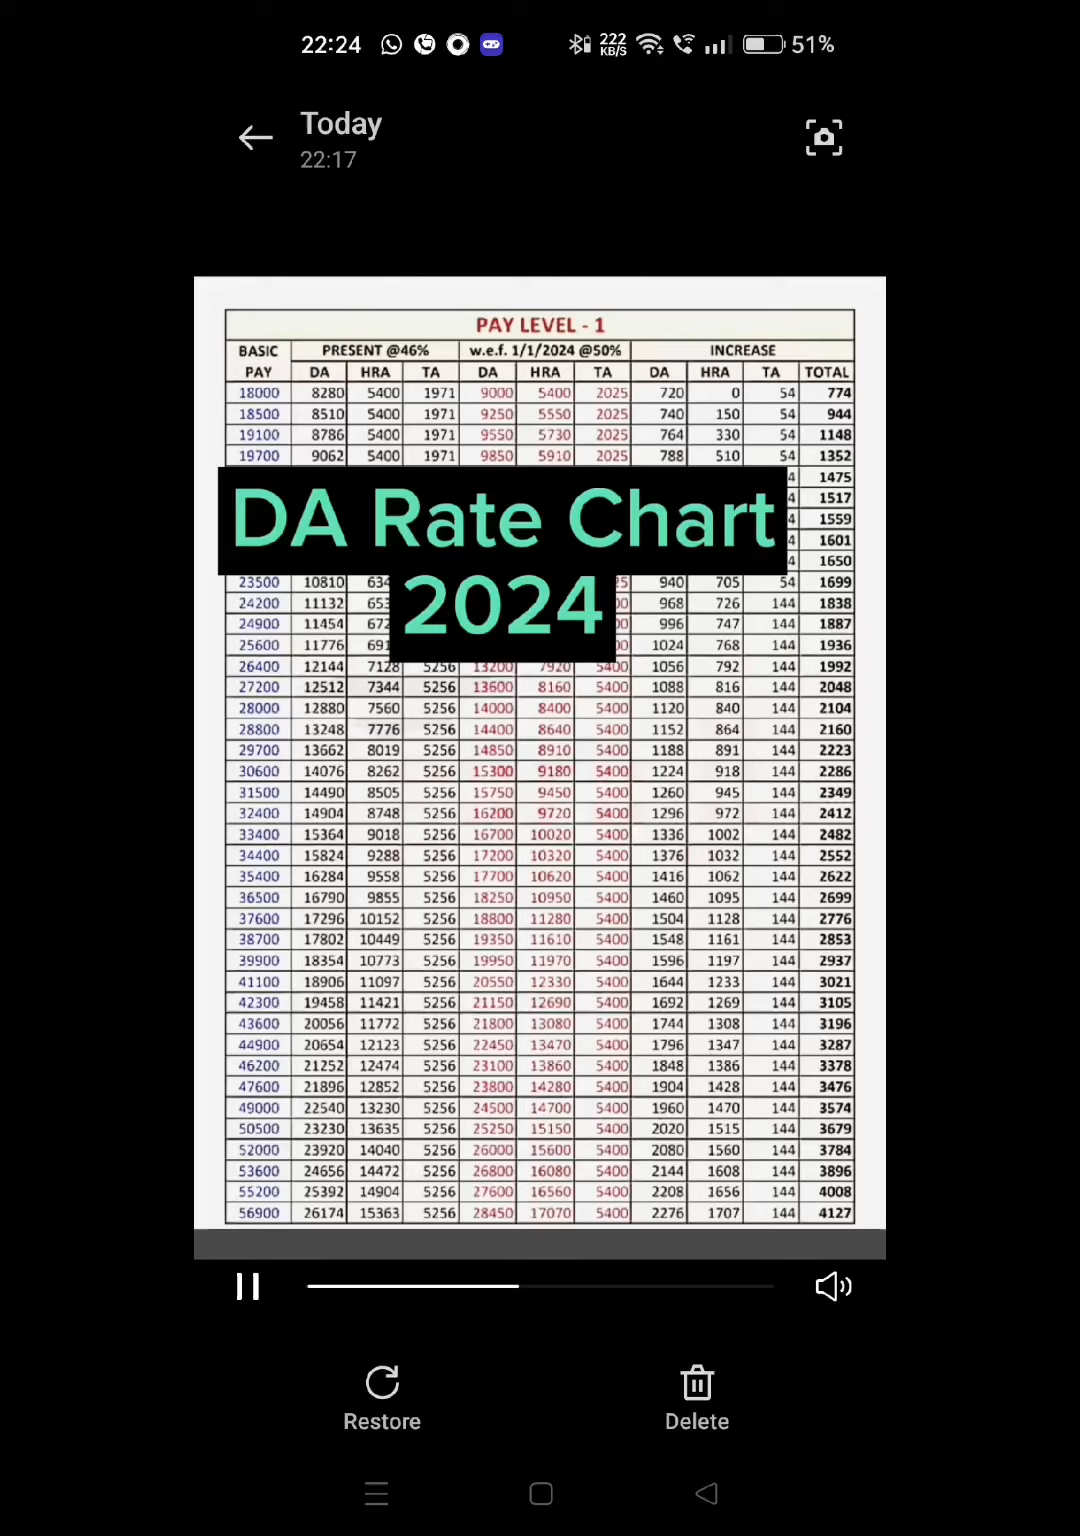 22:24 222 KB/S 51%
Today
22:17
PAY LEVEL - 1
BASIC PRESENT @46% w.e.f. 1/1/2024 @50% INCREASE
PAY DA HRA TA DA HRA TA DA HRA TA TOTAL
18000 8280 5400 1971 9000 5400 2025 720 0 54 774
18500 8510 5400 1971 9250 5550 2025 740 150 54 944
19100 8786 5400 1971 9550 5730 2025 764 330 54 1148
19700 9062 5400 1971 9850 5910 2025 788 510 54 1352
4 1475
4 1517
DA Rate Chart
4 1559
4 1601
4 1650
23500 10810 634 25 940 705 54 1699
24200 11132 653 00 968 726 144 1838
2024
24900 11454 672 00 996 747 144 1887
25600 11776 691 00 1024 768 144 1936
26400 12144 7128 5256 13200 7920 5400 1056 792 144 1992
27200 12512 7344 5256 13600 8160 5400 1088 816 144 2048
28000 12880 7560 5256 14000 8400 5400 1120 840 144 2104
28800 13248 7776 5256 14400 8640 5400 1152 864 144 2160
29700 13662 8019 5256 14850 8910 5400 1188 891 144 2223
30600 14076 8262 5256 15300 9180 5400 1224 918 144 2286
31500 14490 8505 5256 15750 9450 5400 1260 945 144 2349
32400 14904 8748 5256 16200 9720 5400 1296 972 144 2412
33400 15364 9018 5256 16700 10020 5400 1336 1002 144 2482
34400 15824 9288 5256 17200 10320 5400 1376 1032 144 2552
35400 16284 9558 5256 17700 10620 5400 1416 1062 144 2622
36500 16790 9855 5256 18250 10950 5400 1460 1095 144 2699
37600 17296 10152 5256 18800 11280 5400 1504 1128 144 2776
38700 17802 10449 5256 19350 11610 5400 1548 1161 144 2853
39900 18354 10773 5256 19950 11970 5400 1596 1197 144 2937
41100 18906 11097 5256 20550 12330 5400 1644 1233 144 3021
42300 19458 11421 5256 21150 12690 5400 1692 1269 144 3105
43600 20056 11772 5256 21800 13080 5400 1744 1308 144 3196
44900 20654 12123 5256 22450 13470 5400 1796 1347 144 3287
46200 21252 12474 5256 23100 13860 5400 1848 1386 144 3378
47600 21896 12852 5256 23800 14280 5400 1904 1428 144 3476
49000 22540 13230 5256 24500 14700 5400 1960 1470 144 3574
50500 23230 13635 5256 25250 15150 5400 2020 1515 144 3679
52000 23920 14040 5256 26000 15600 5400 2080 1560 144 3784
53600 24656 14472 5256 26800 16080 5400 2144 1608 144 3896
55200 25392 14904 5256 27600 16560 5400 2208 1656 144 4008
56900 26174 15363 5256 28450 17070 5400 2276 1707 144 4127
Restore Delete